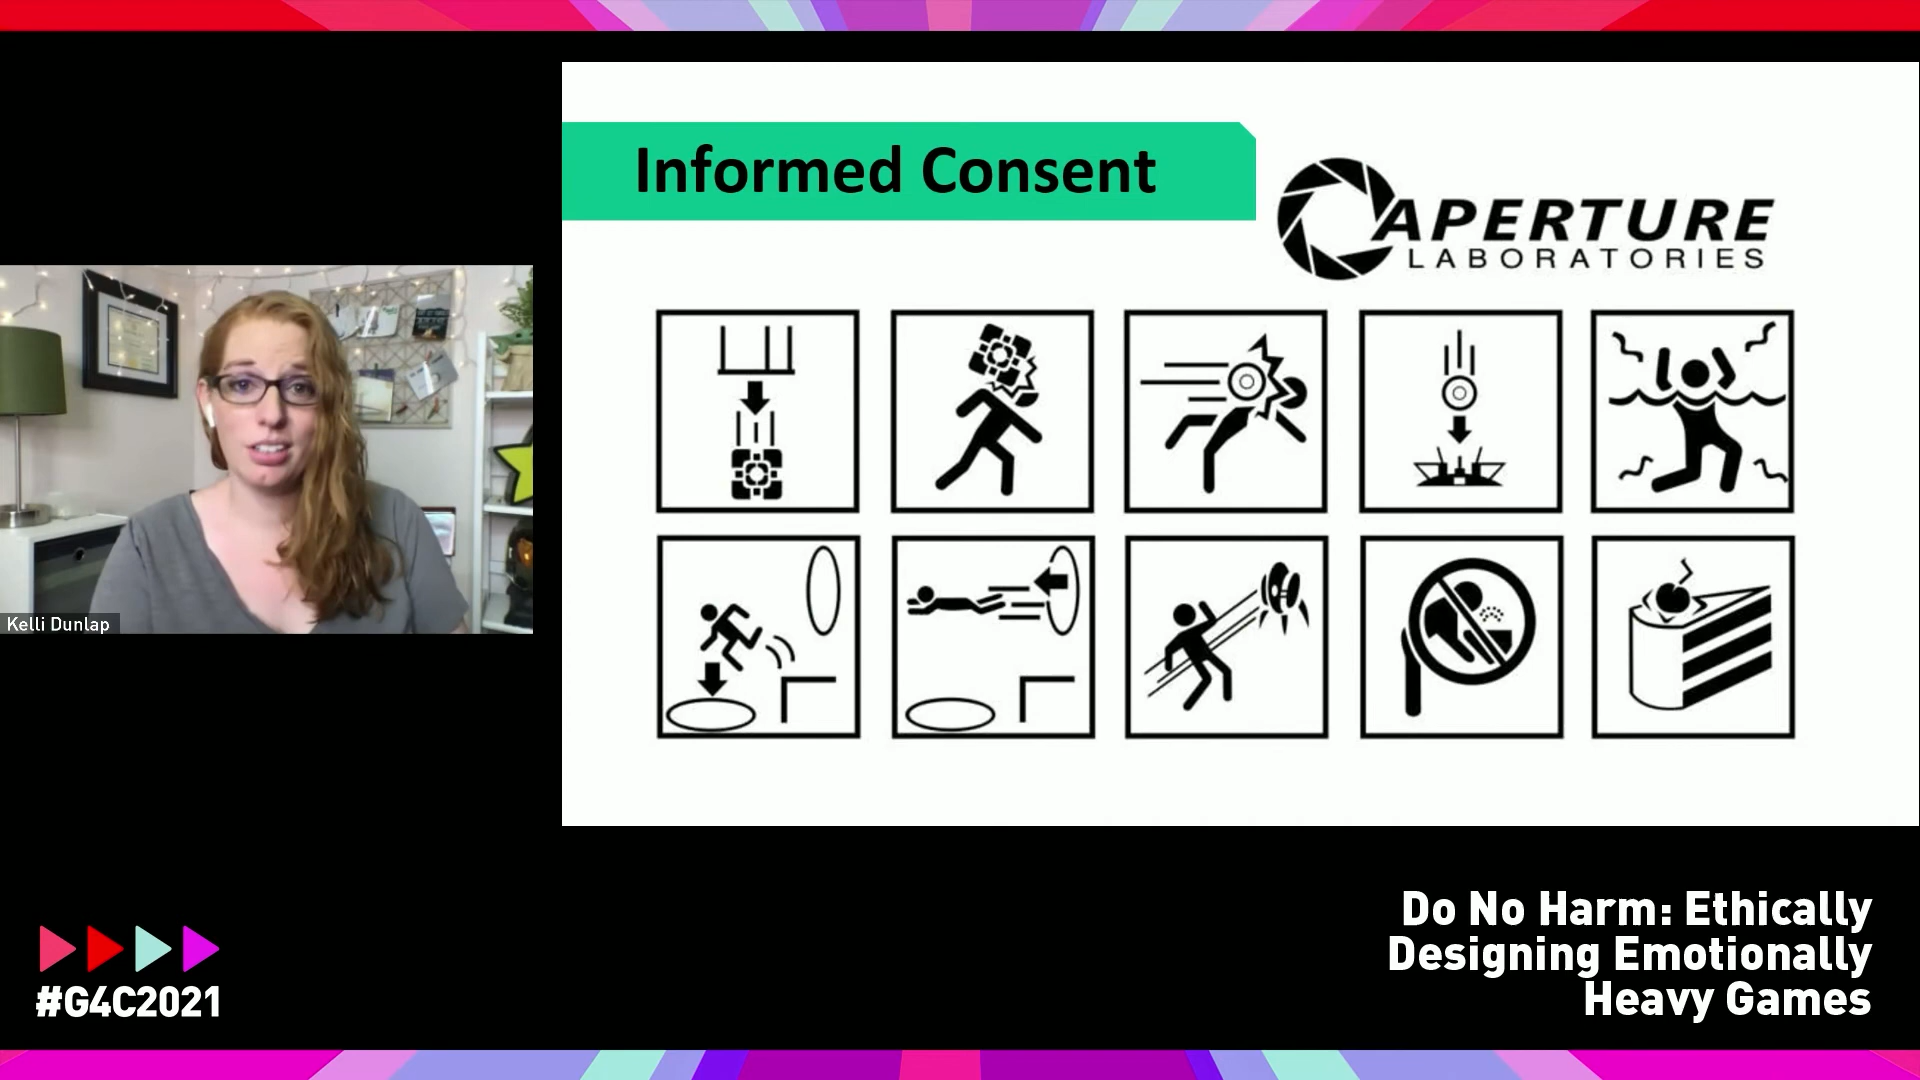 Informed Consent
APERTURE
LABORATORIES
Kelli Dunlap
Do No Harm: Ethically
Designing Emotionally
Heavy Games
#G4C2021